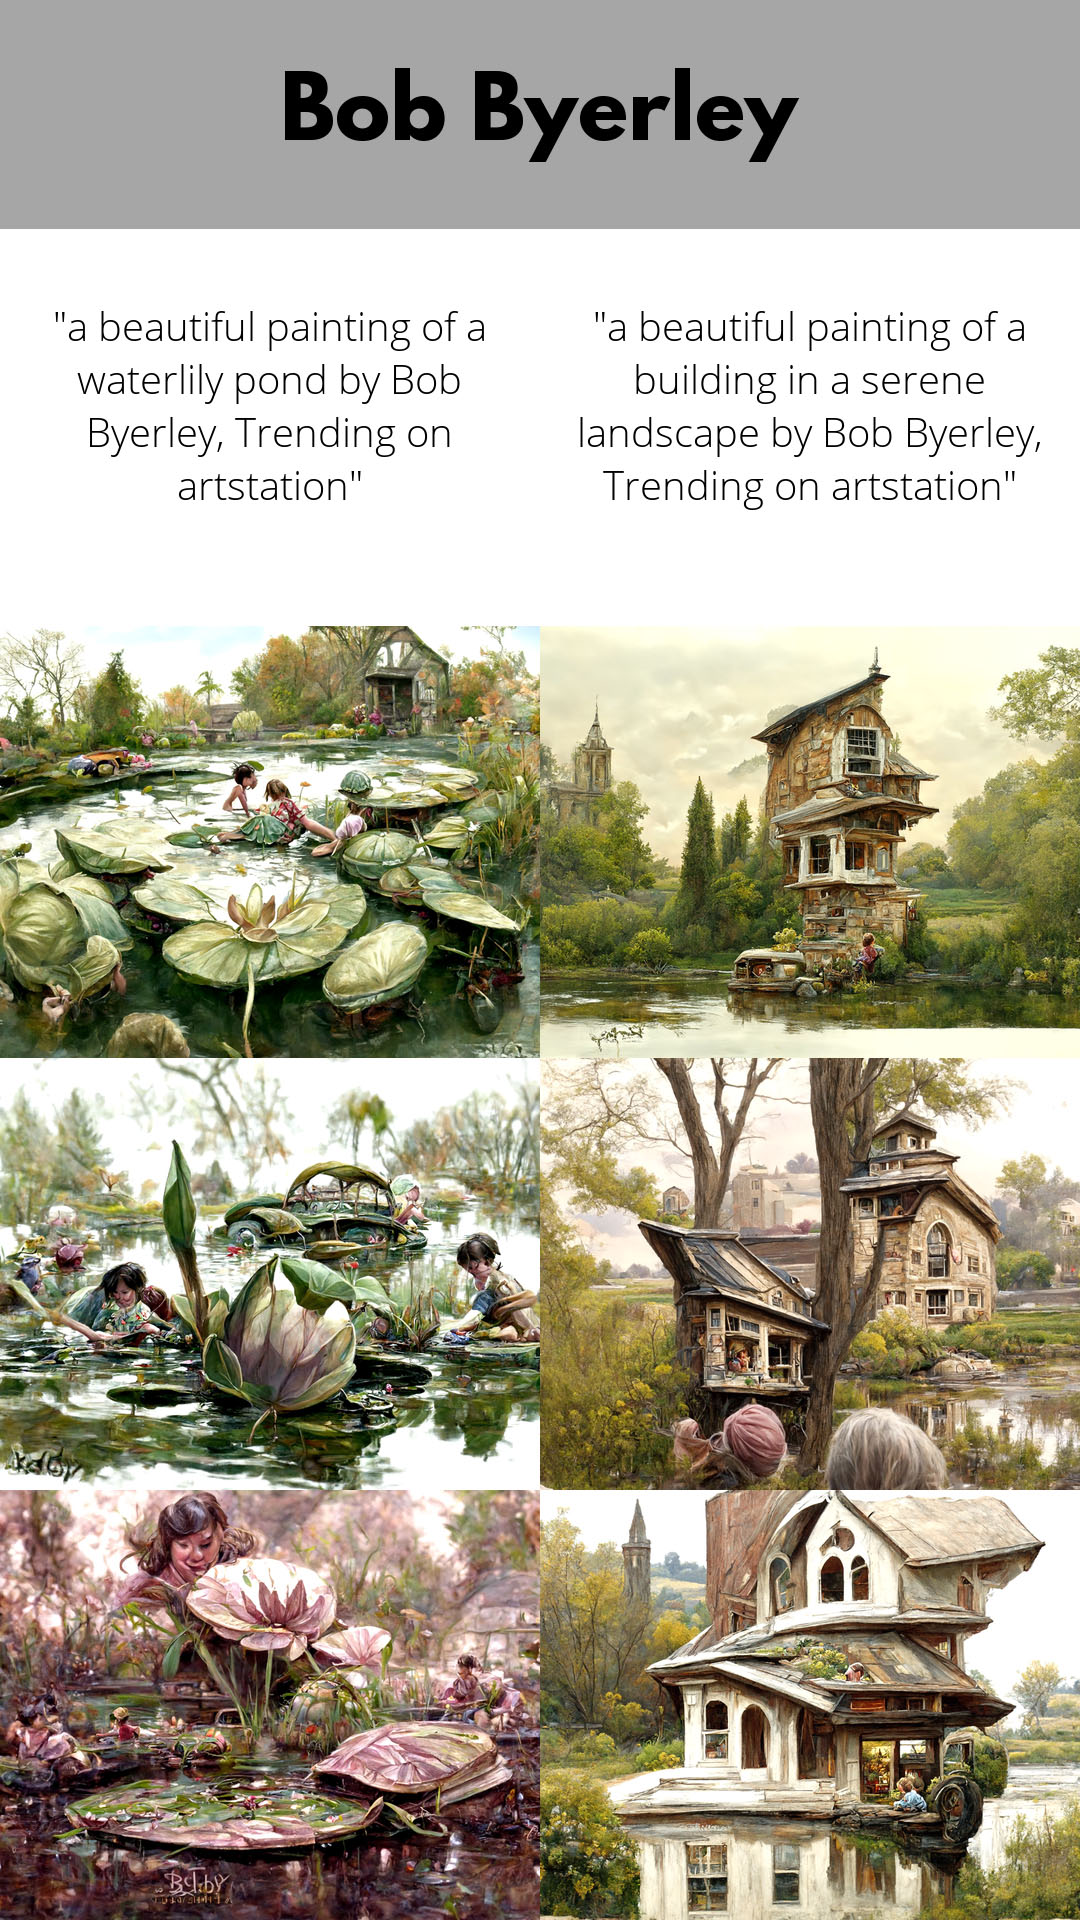 Bob Byerley
"a beautiful painting of a
waterlily pond by Bob
Byerley, Trending on
artstation"
"a beautiful painting of a
building in a serene
landscape by Bob Byerley,
Trending on artstation"